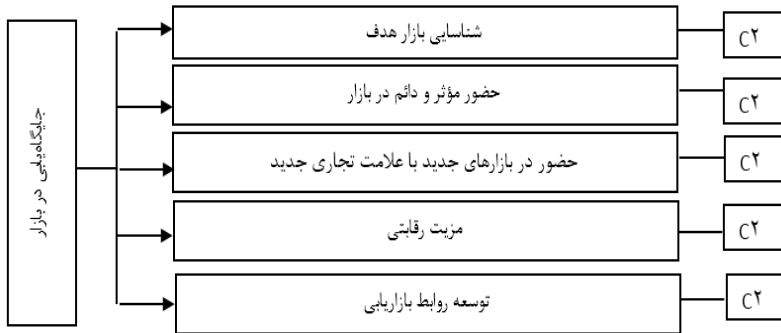 جایگاه‌یابی در بازار
شناسایی بازار هدف
C۲
حضور مؤثر و دائم در بازار
C۲
حضور در بازارهای جدید با علامت تجاری جدید
C۲
مزیت رقابتی
C۲
توسعه روابط بازاریابی
C۲